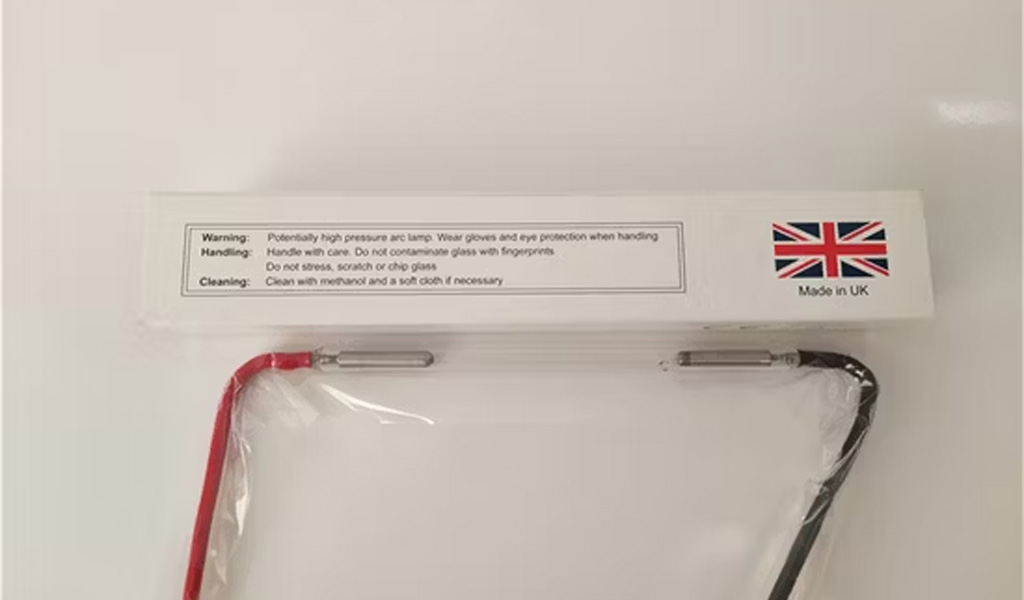 Warning: Potentially high pressure arc lamp. Wear gloves and eye protection when handling
Handling: Handle with care. Do not contaminate glass with fingerprints
Do not stress, scratch or chip glass
Cleaning: Clean with methanol and a soft cloth if necessary
Made in UK